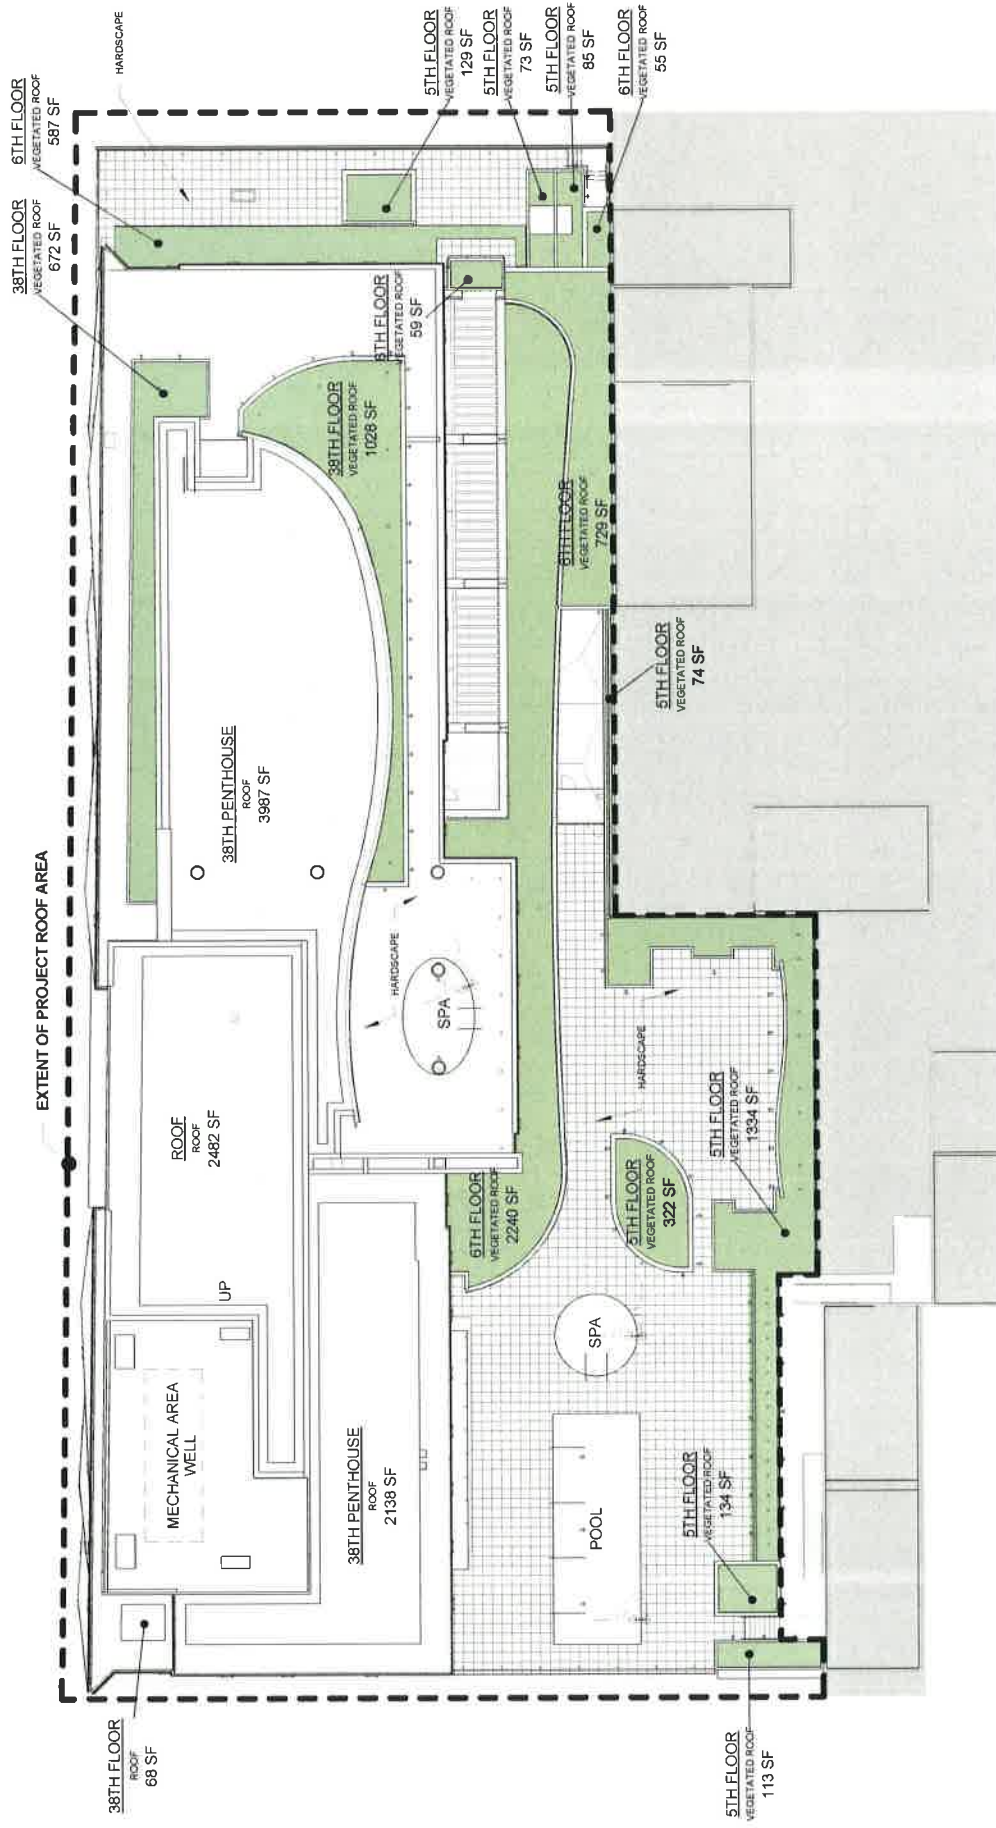 EXTENT OF PROJECT ROOF AREA
38TH FLOOR
ROOF
68 SF
MECHANICAL AREA
WELL
UP
ROOF
ROOF
2482 SF
38TH PENTHOUSE
ROOF
2138 SF
38TH PENTHOUSE
ROOF
3987 SF
38TH FLOOR
VEGETATED ROOF
672 SF
6TH FLOOR
VEGETATED ROOF
587 SF
HARDSCAPE
38TH FLOOR
VEGETATED ROOF
1028 SF
6TH FLOOR
VEGETATED ROOF
59 SF
5TH FLOOR
VEGETATED ROOF
129 SF
5TH FLOOR
VEGETATED ROOF
73 SF
5TH FLOOR
VEGETATED ROOF
85 SF
6TH FLOOR
VEGETATED ROOF
55 SF
HARDSCAPE
SPA
6TH FLOOR
VEGETATED ROOF
2240 SF
6TH FLOOR
VEGETATED ROOF
729 SF
5TH FLOOR
VEGETATED ROOF
74 SF
HARDSCAPE
SPA
5TH FLOOR
VEGETATED ROOF
322 SF
5TH FLOOR
VEGETATED ROOF
1334 SF
POOL
5TH FLOOR
VEGETATED ROOF
134 SF
5TH FLOOR
VEGETATED ROOF
113 SF